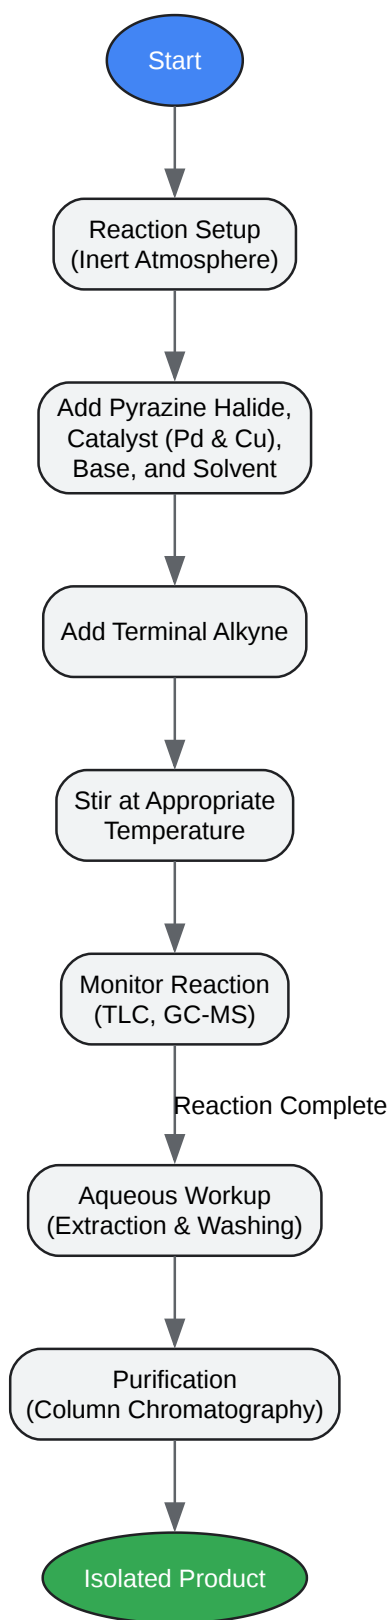 Start
Reaction Setup
(Inert Atmosphere)
Add Pyrazine Halide,
Catalyst (Pd & Cu),
Base, and Solvent
Add Terminal Alkyne
Stir at Appropriate
Temperature
Monitor Reaction
(TLC, GC-MS)
Reaction Complete
Aqueous Workup
(Extraction & Washing)
Purification
(Column Chromatography)
Isolated Product